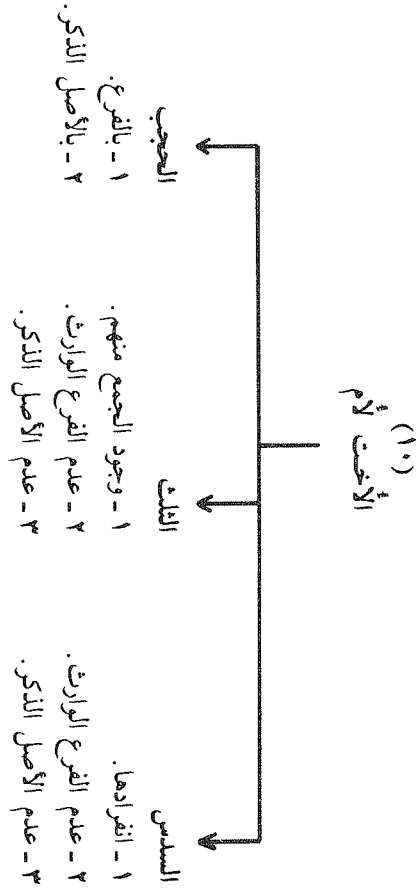 (١٠)
الأخت لأم
السدس
١ - انفرادها.
٢ - عدم الفرع الوارث.
٣ - عدم الأصل الذكر.
الثلث
١ - وجود الجمع منهم.
٢ - عدم الفرع الوارث.
٣ - عدم الأصل الذكر.
الحجب
١ - بالفرع.
٢ - بالأصل الذكر.